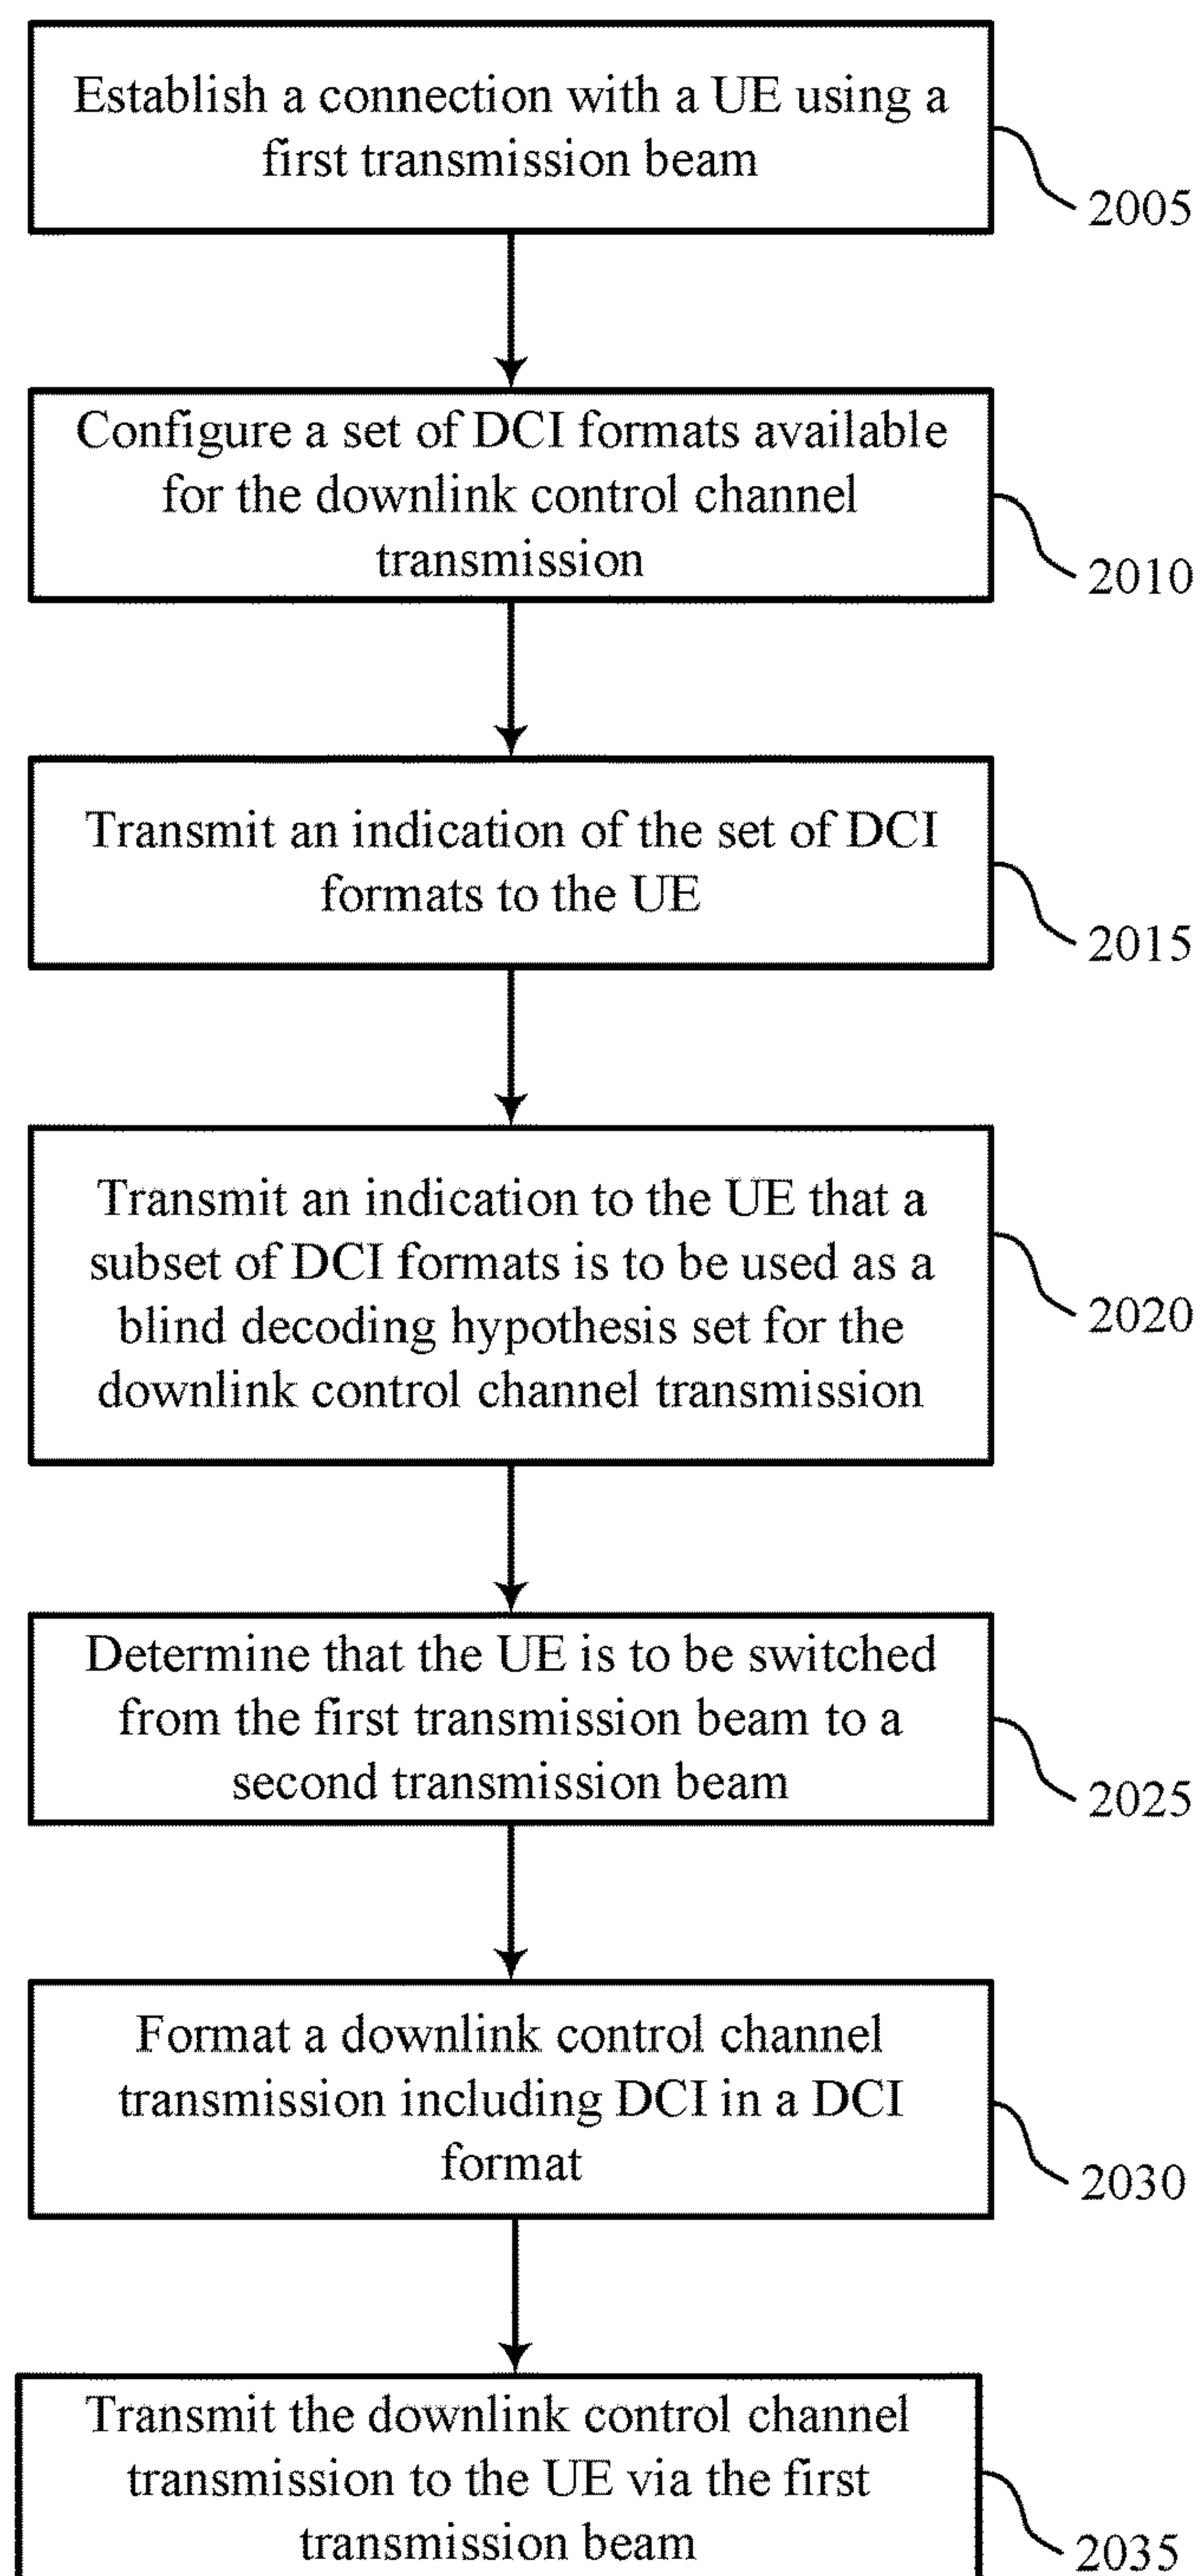 Establish a connection with a UE using a
first transmission beam
2005
Configure a set of DCI formats available
for the downlink control channel
transmission
2010
Transmit an indication of the set of DCI
formats to the UE
2015
Transmit an indication to the UE that a
subset of DCI formats is to be used as a
blind decoding hypothesis set for the
downlink control channel transmission
2020
Determine that the UE is to be switched
from the first transmission beam to a
second transmission beam
2025
Format a downlink control channel
transmission including DCI in a DCI
format
2030
Transmit the downlink control channel
transmission to the UE via the first
transmission beam
2035